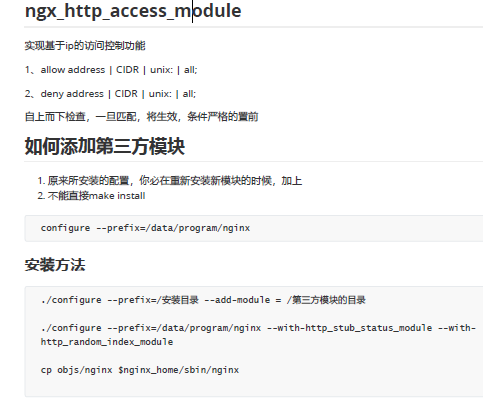 ngx_http_access_module
实现基于ip的访问控制功能
1、allow address | CIDR | unix: | all;
2、deny address | CIDR | unix: | all;
自上而下检查，一旦匹配，将生效，条件严格的置前
如何添加第三方模块
1. 原来所安装的配置，你必在重新安装新模块的时候，加上
2. 不能直接make install
configure --prefix=/data/program/nginx
安装方法
./configure --prefix=/安装目录 --add-module = /第三方模块的目录
./configure --prefix=/data/program/nginx --with-http_stub_status_module --with-
http_random_index_module
cp objs/nginx $nginx_home/sbin/nginx